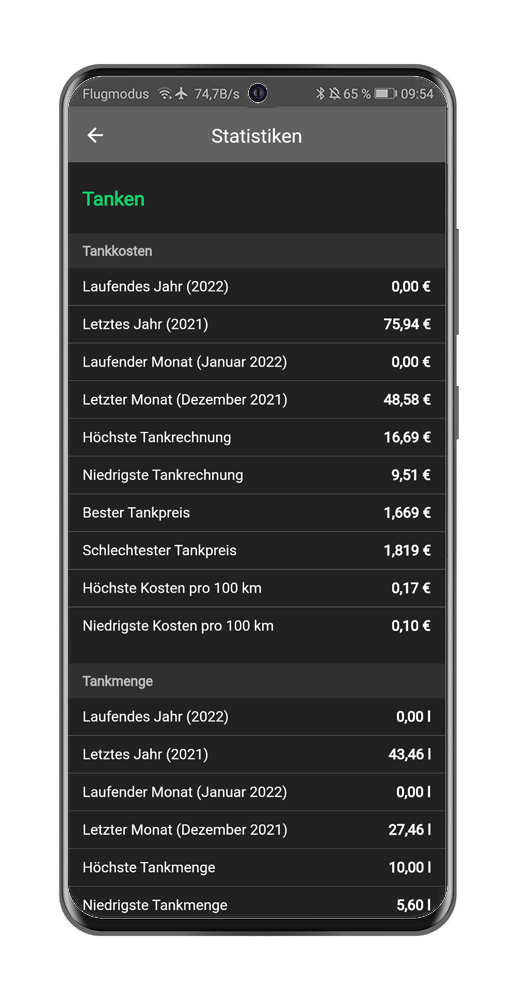 Flugmodus 74,7B/s 65 % 09:54
Statistiken
Tanken
Tankkosten
Laufendes Jahr (2022) 0,00 €
Letztes Jahr (2021) 75,94 €
Laufender Monat (Januar 2022) 0,00 €
Letzter Monat (Dezember 2021) 48,58 €
Höchste Tankrechnung 16,69 €
Niedrigste Tankrechnung 9,51 €
Bester Tankpreis 1,669 €
Schlechtester Tankpreis 1,819 €
Höchste Kosten pro 100 km 0,17 €
Niedrigste Kosten pro 100 km 0,10 €
Tankmenge
Laufendes Jahr (2022) 0,00 l
Letztes Jahr (2021) 43,46 l
Laufender Monat (Januar 2022) 0,00 l
Letzter Monat (Dezember 2021) 27,46 l
Höchste Tankmenge 10,00 l
Niedrigste Tankmenge 5,60 l